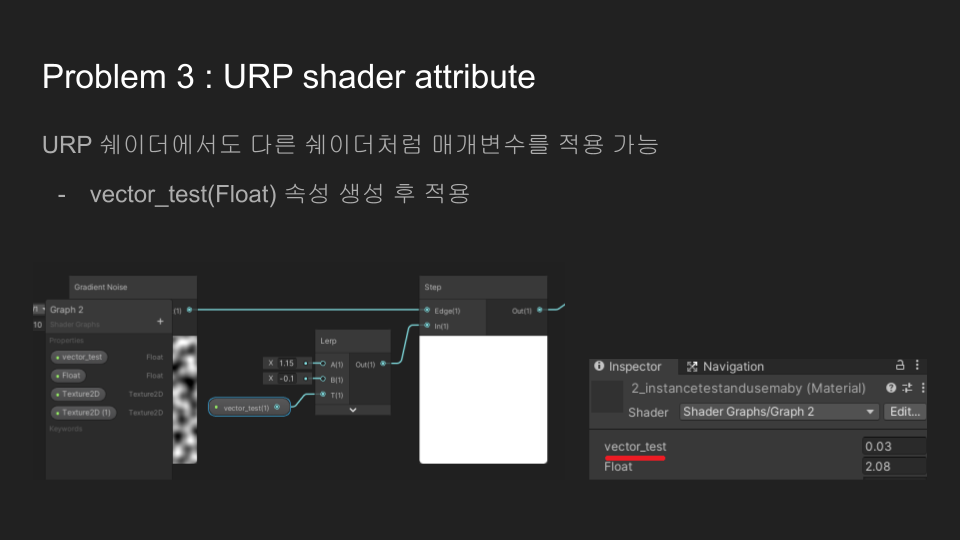 Problem 3 : URP shader attribute
URP 쉐이더에서도 다른 쉐이더처럼 매개변수를 적용 가능
- vector_test(Float) 속성 생성 후 적용
Gradient Noise
(1)
10
Graph 2
Shader Graphs
+
Properties
vector_test Float
Float Float
Texture2D Texture2D
Texture2D (1) Texture2D
Keywords
Lerp
X 1.15 A(1) Out(1)
X -0.1 B(1)
vector_test(1) T(1)
Step
Edge(1) Out(1)
In(1)
Inspector Navigation
2_instancetestandusemaby (Material)
Shader Shader Graphs/Graph 2 Edit...
vector_test 0.03
Float 2.08